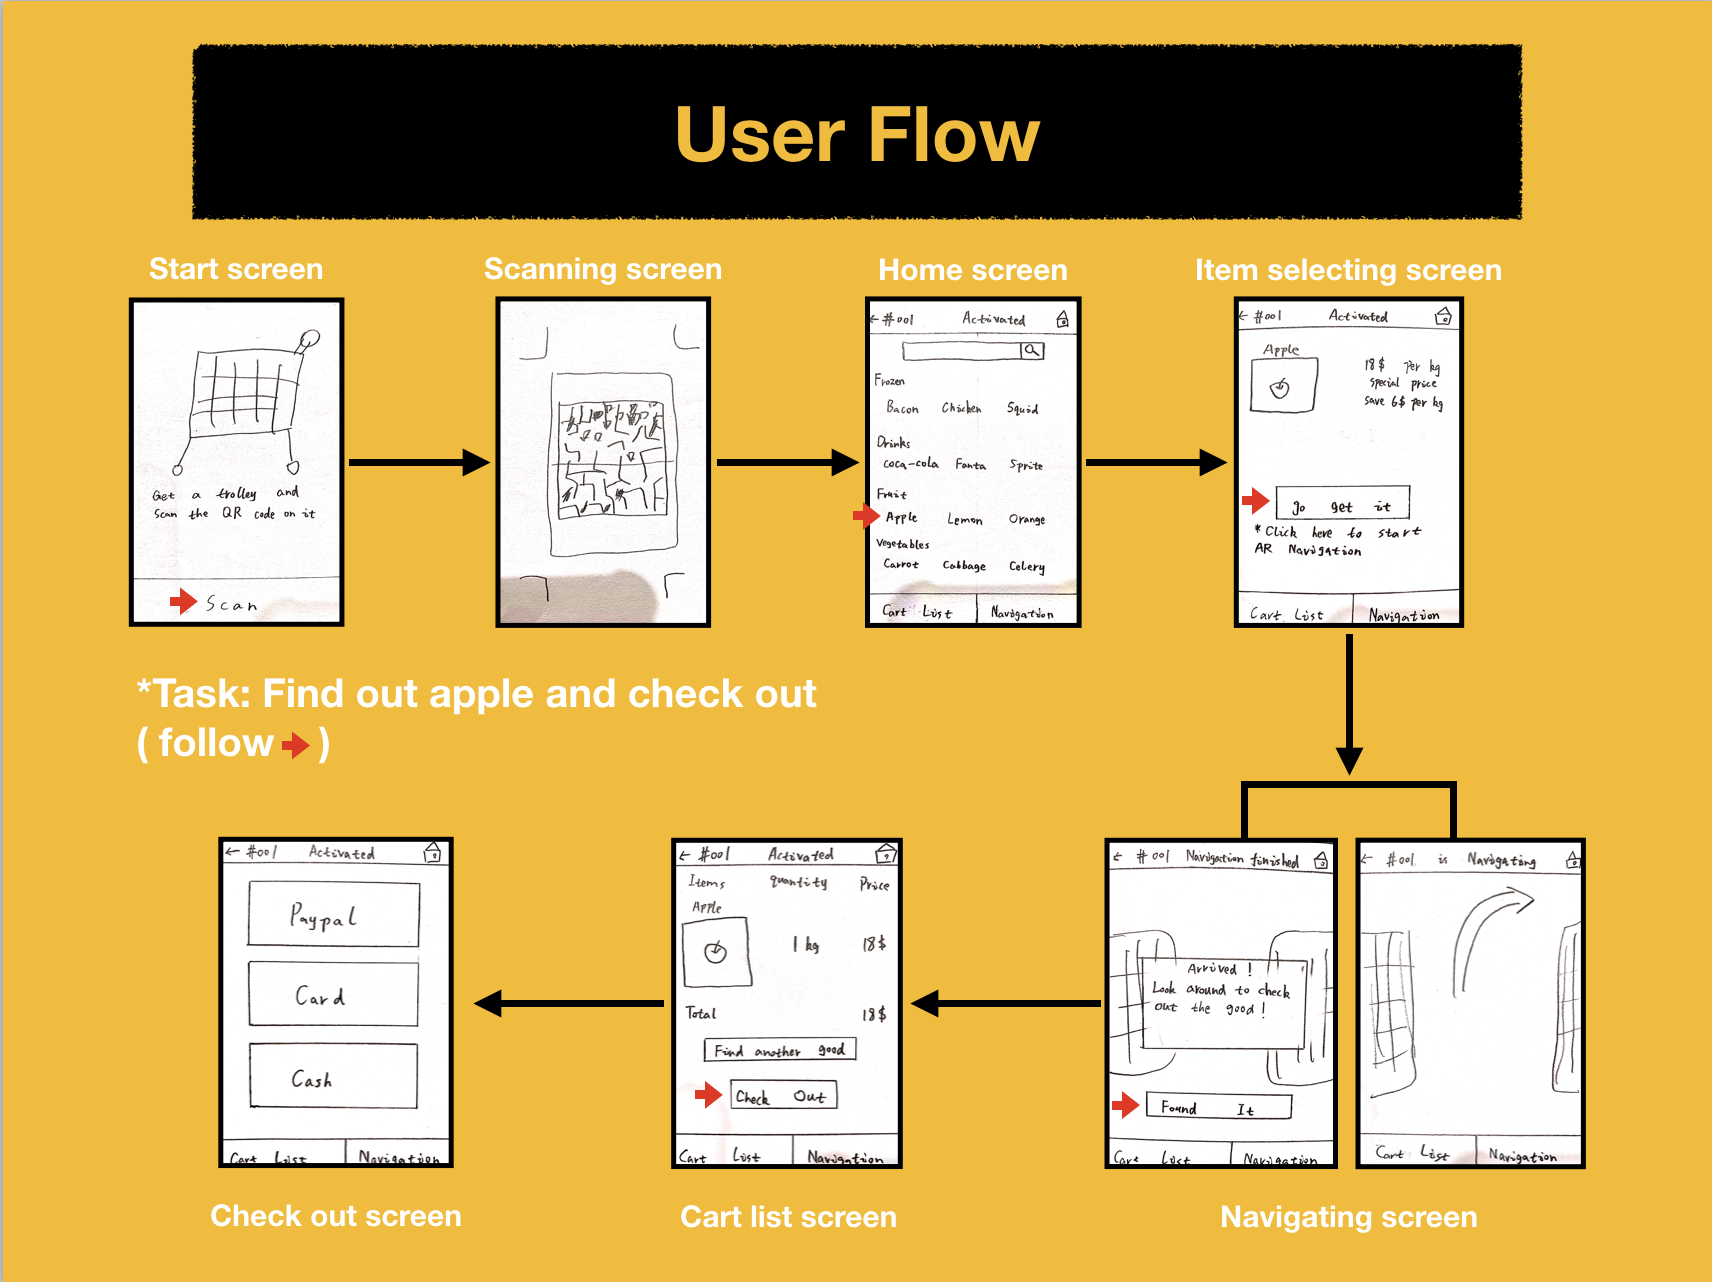 User Flow
Start screen
Get a trolley and
Scan the QR code on it
Scan
Scanning screen
Home screen
← #001 Activated
Frozen
Bacon Chicken Squid
Drinks
coca-cola Fanta Sprite
Fruit
Apple Lemon Orange
Vegetables
Carrot Cabbage Celery
Cart List Navigation
Item selecting screen
← #001 Activated
Apple
18$ per kg
special price
save 6$ per kg
go get it
*Click here to start
AR Navigation
Cart List Navigation
*Task: Find out apple and check out
( follow )
← #001 Activated
Paypal
Card
Cash
Cart List Navigation
Check out screen
← #001 Activated
Items quantity Price
Apple
1 kg 18$
Total 18$
Find another good
Check Out
Cart List Navigation
Cart list screen
← #001 Navigation finished
Arrived !
Look around to check
out the good !
Found It
Cart List Navigation
← #001 is Navigating
Cart List Navigation
Navigating screen